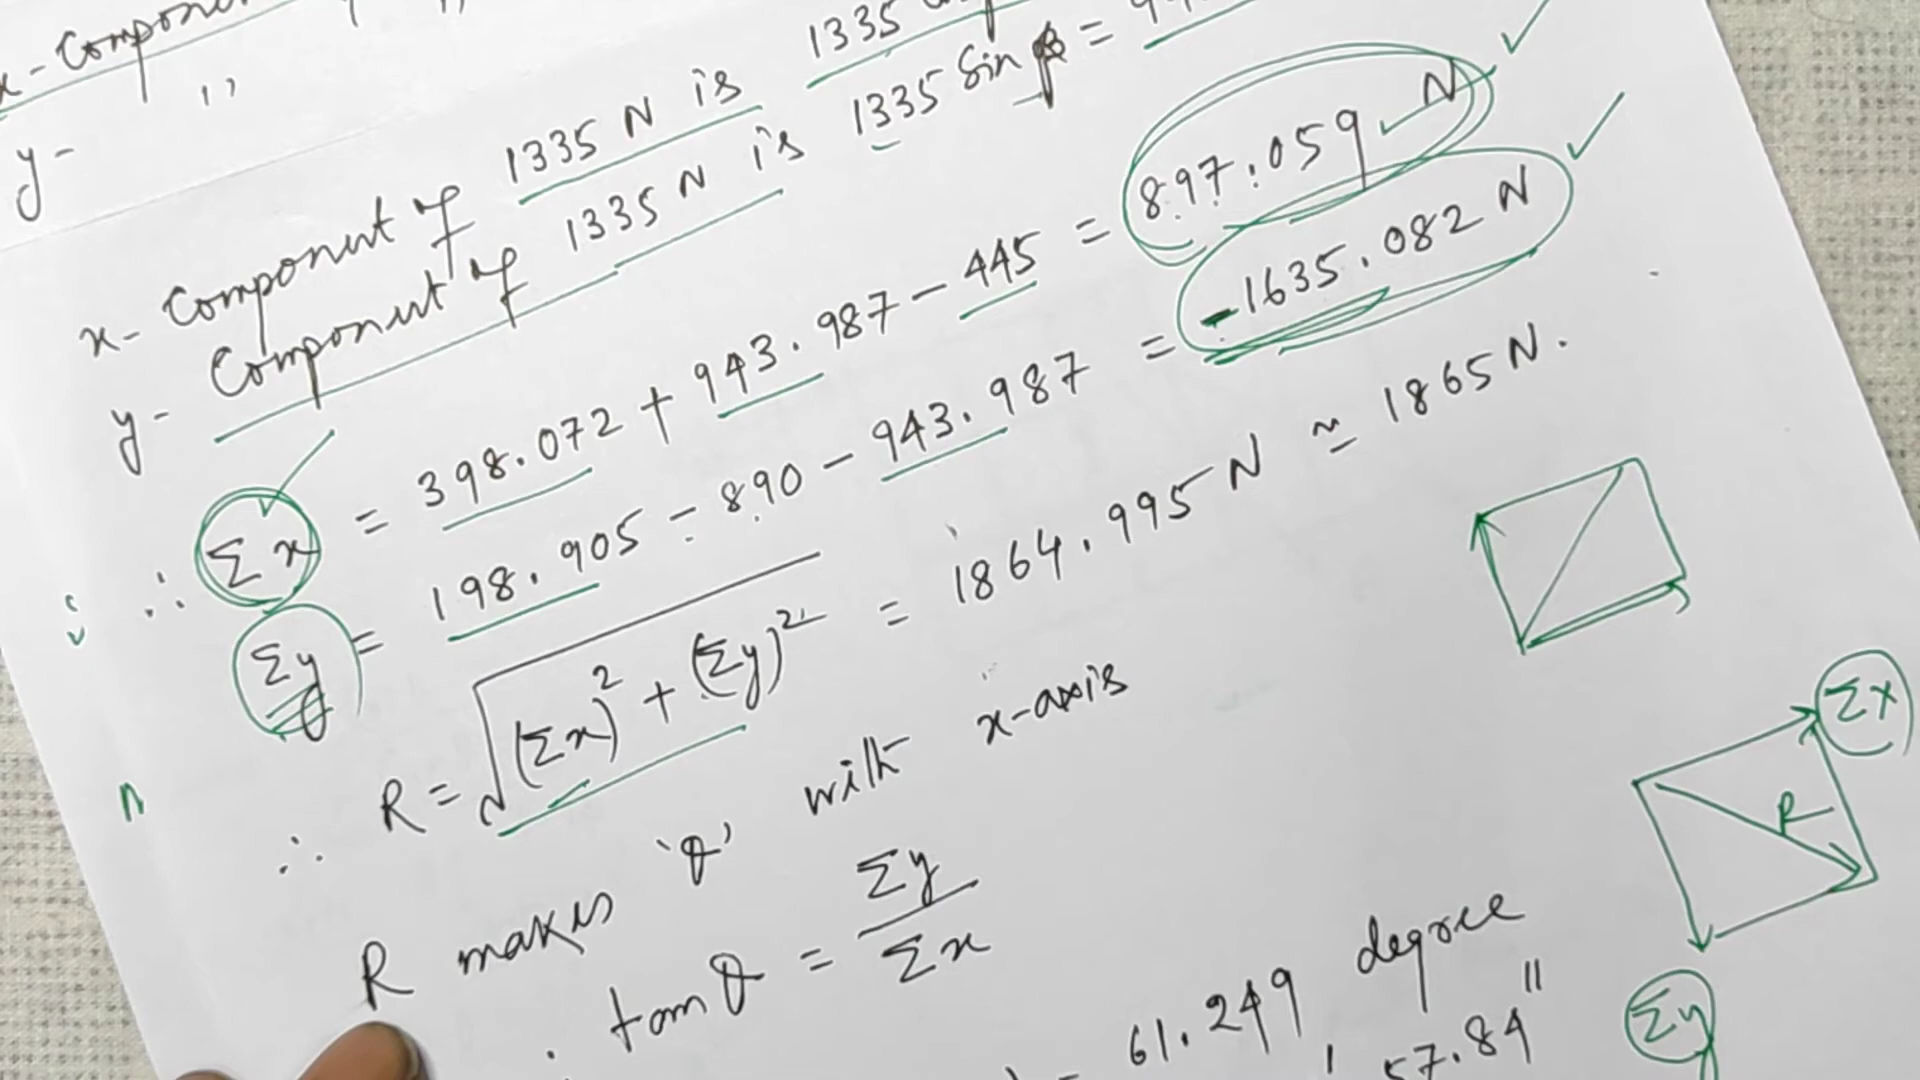 x- Compone
y- ''
x- Component of 1335 N is 1335
y- Component of 1335 N is 1335 Sin β =
∴ Σx = 398.072 + 943.987 - 445 = 897.059 N
Σy = 198.905 - 890 - 943.987 = -1635.082 N
∴ R = √(Σx)² + (Σy)² = 1864.995 N ≃ 1865 N.
R makes 'θ' with x-axis
tan θ = Σy/Σx
61.249 degree
57.84"
Σx
R
Σy